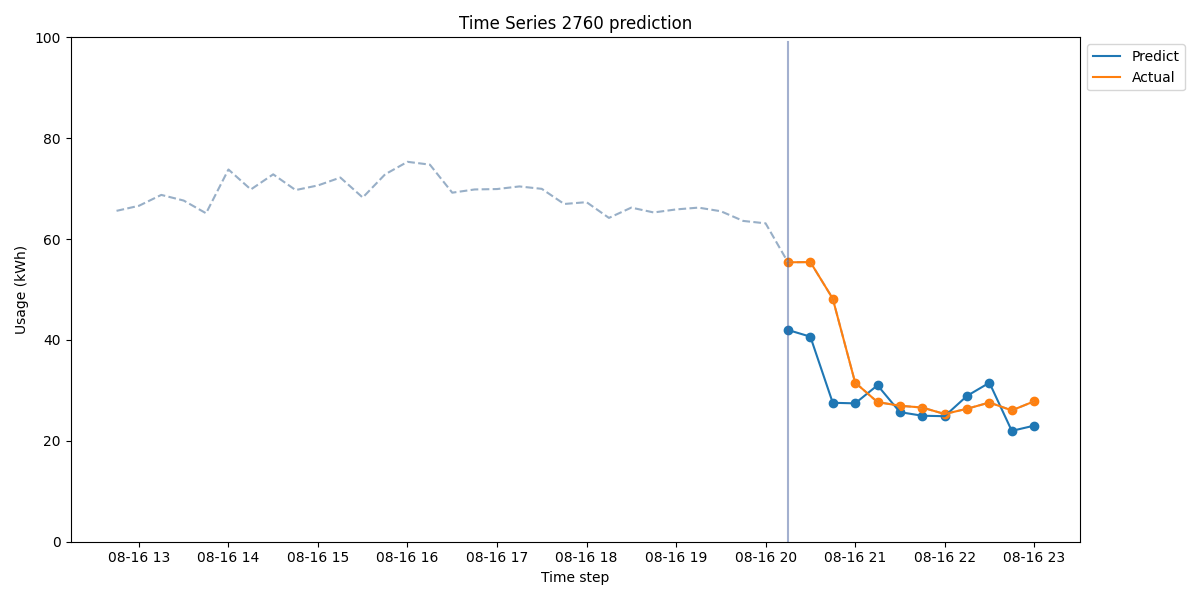 Time Series 2760 prediction
Predict
Actual
Usage (kWh)
100
80
60
40
20
0
08-16 13 08-16 14 08-16 15 08-16 16 08-16 17 08-16 18 08-16 19 08-16 20 08-16 21 08-16 22 08-16 23
Time step